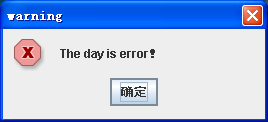 warning
The day is error!
确定